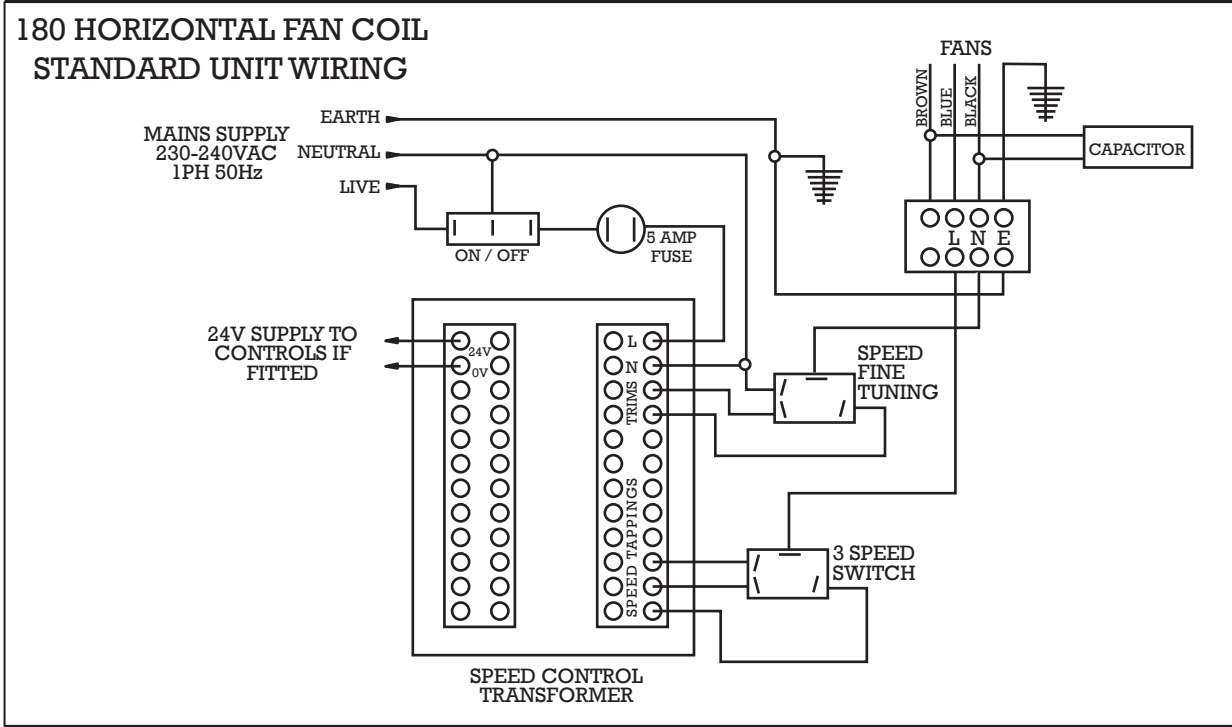 180 HORIZONTAL FAN COIL
STANDARD UNIT WIRING
MAINS SUPPLY
230-240VAC
1PH 50Hz
EARTH
NEUTRAL
LIVE
ON / OFF
5 AMP
FUSE
FANS
BROWN
BLUE
BLACK
CAPACITOR
L N E
24V SUPPLY TO
CONTROLS IF
FITTED
24V
0V
L
N
TRIMS
SPEED TAPPINGS
SPEED
FINE
TUNING
3 SPEED
SWITCH
SPEED CONTROL
TRANSFORMER